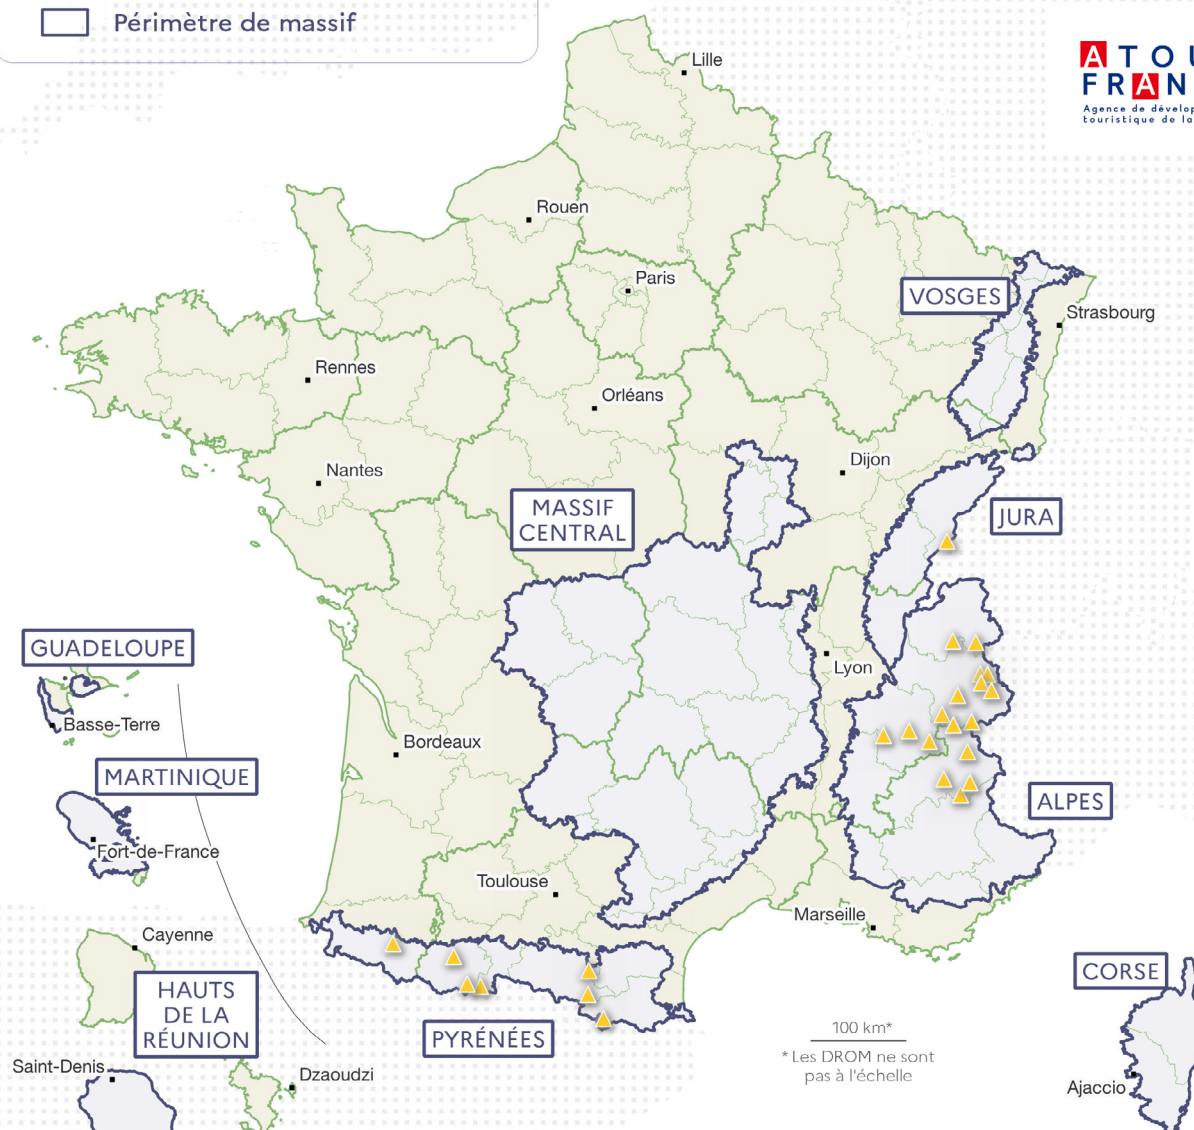 Périmètre de massif
Lille
A TOU
FRAN
Agence de dévelop
touristique de la
Rouen
Paris
VOSGES
Strasbourg
Rennes
Orléans
Dijon
Nantes
MASSIF
CENTRAL
JURA
GUADELOUPE
Lyon
Basse-Terre
Bordeaux
MARTINIQUE
ALPES
Fort-de-France
Toulouse
Marseille
Cayenne
CORSE
HAUTS
DE LA
RÉUNION
PYRÉNÉES
100 km*
* Les DROM ne sont
pas à l'échelle
Saint-Denis
Dzaoudzi
Ajaccio